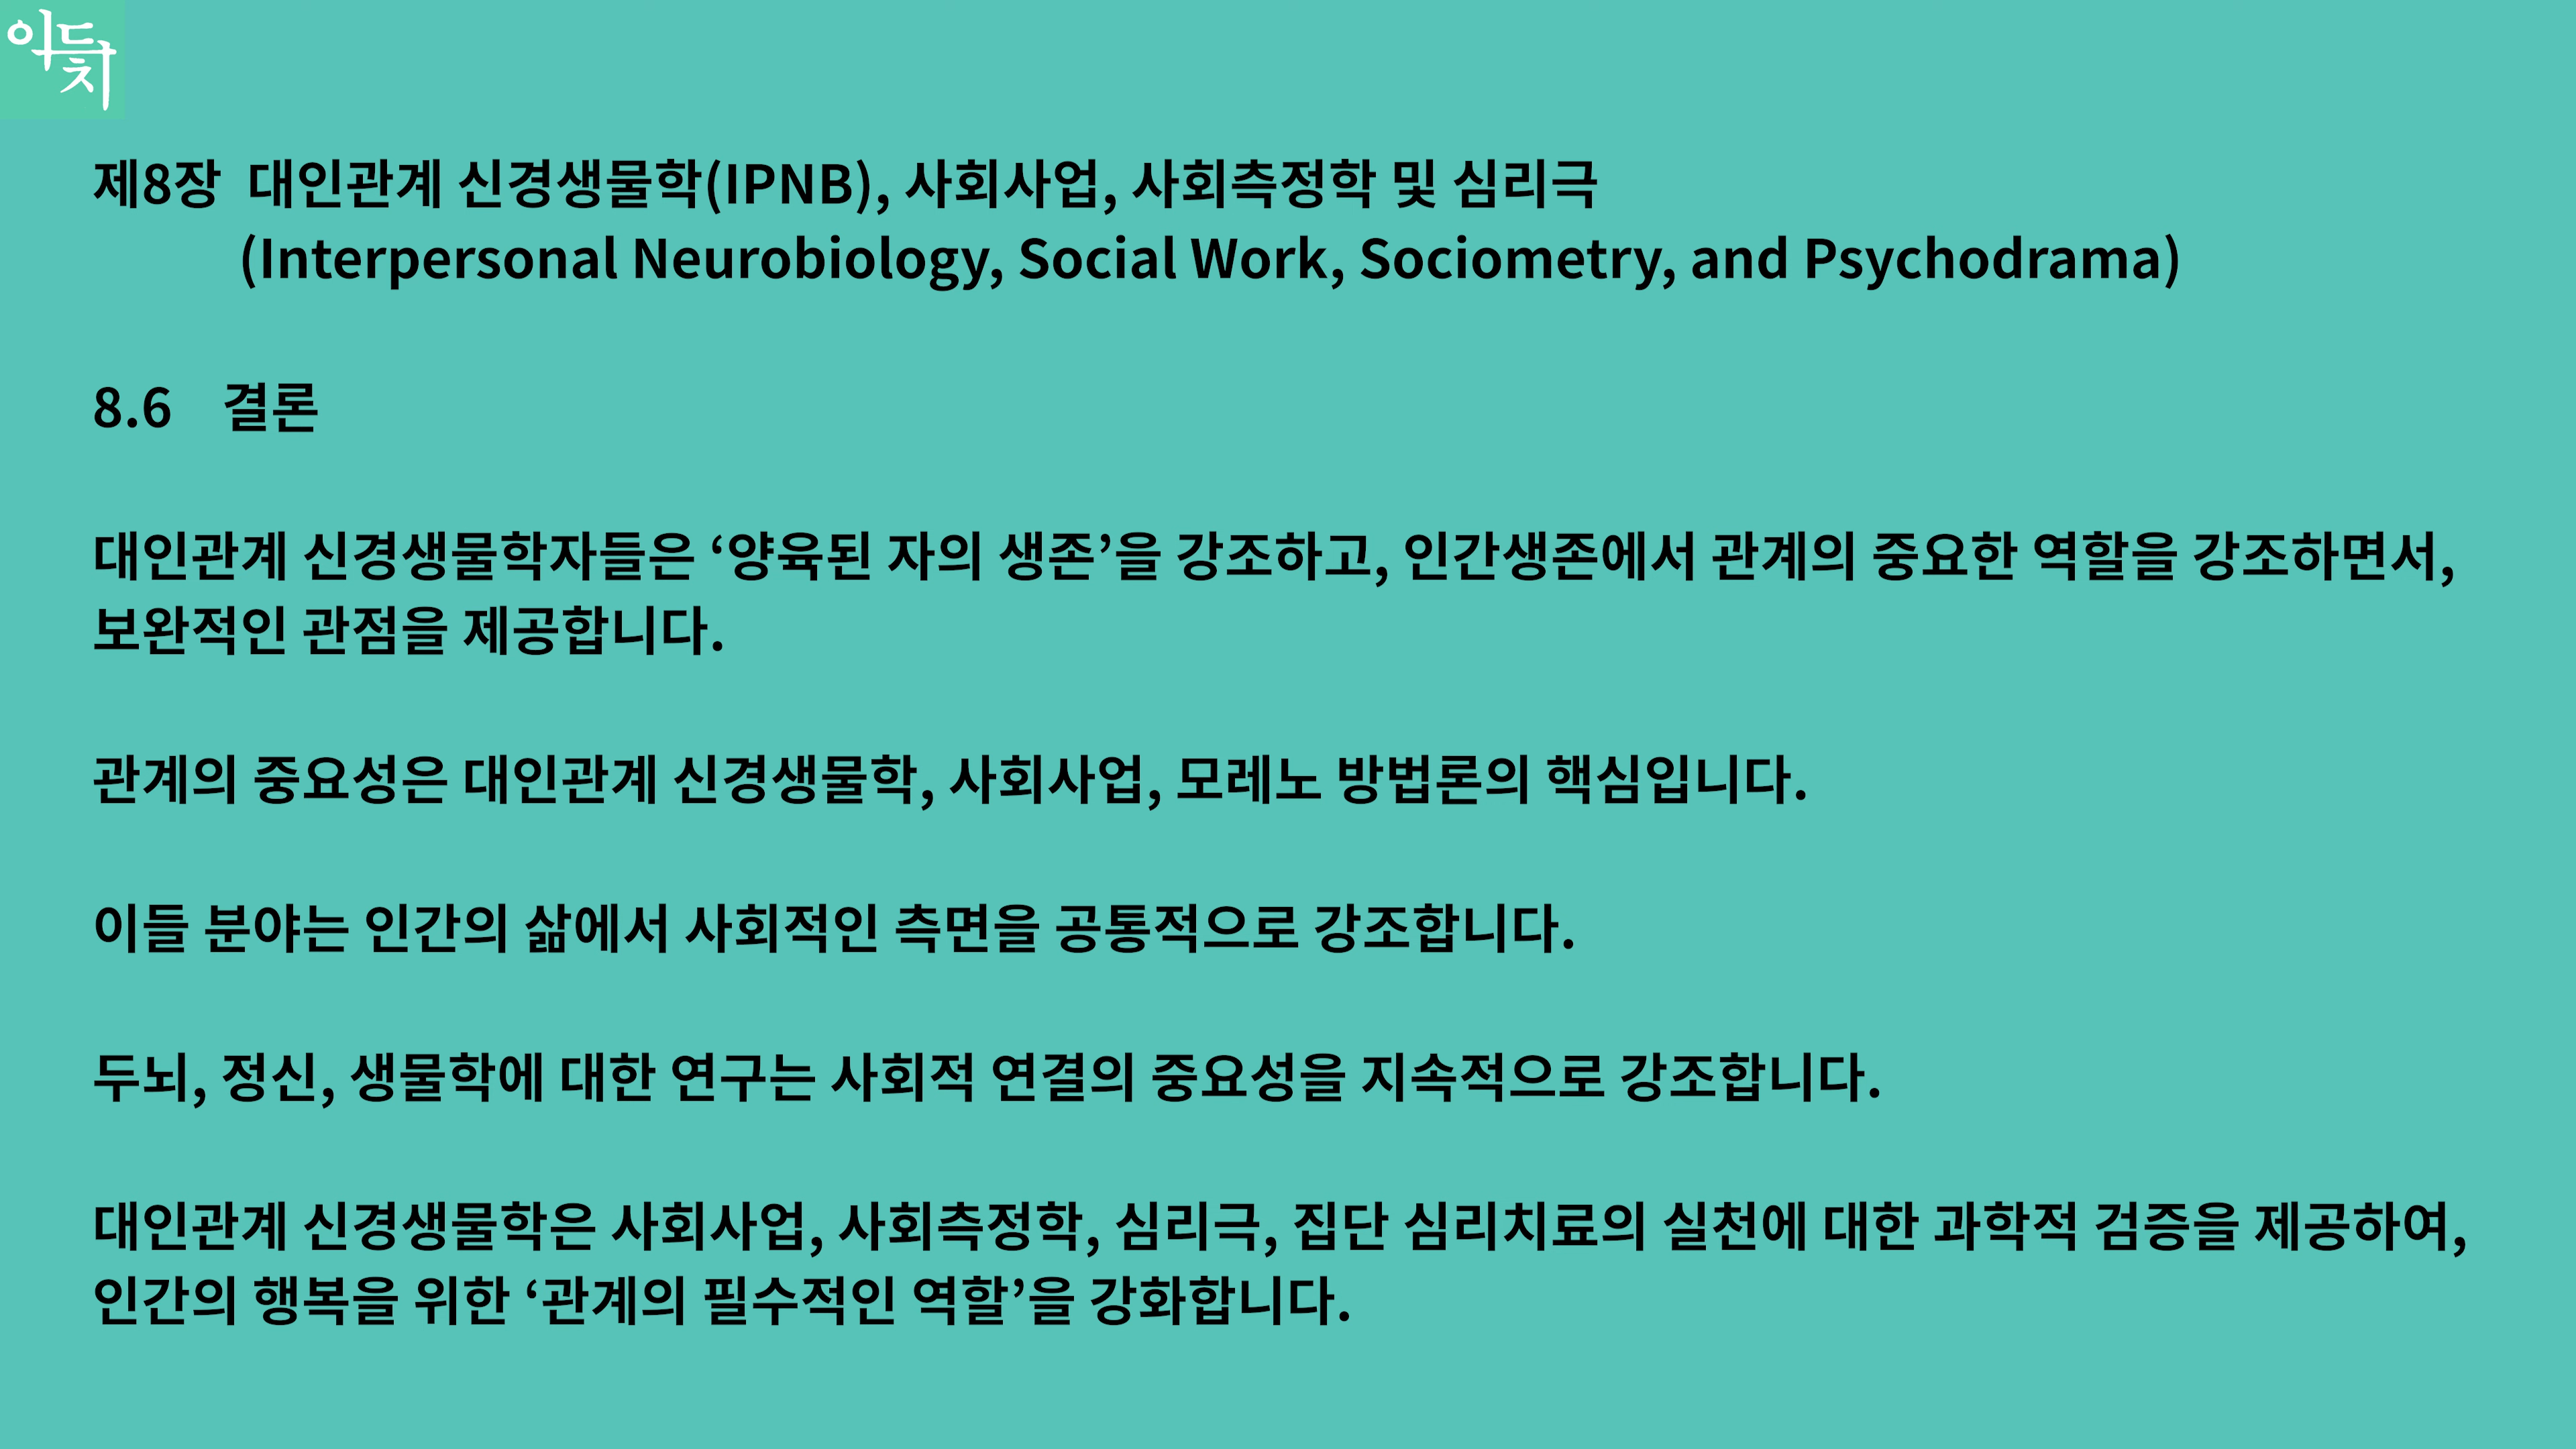 아듣치
제8장 대인관계 신경생물학(IPNB), 사회사업, 사회측정학 및 심리극
(Interpersonal Neurobiology, Social Work, Sociometry, and Psychodrama)
8.6 결론
대인관계 신경생물학자들은 ‘양육된 자의 생존’을 강조하고, 인간생존에서 관계의 중요한 역할을 강조하면서,
보완적인 관점을 제공합니다.
관계의 중요성은 대인관계 신경생물학, 사회사업, 모레노 방법론의 핵심입니다.
이들 분야는 인간의 삶에서 사회적인 측면을 공통적으로 강조합니다.
두뇌, 정신, 생물학에 대한 연구는 사회적 연결의 중요성을 지속적으로 강조합니다.
대인관계 신경생물학은 사회사업, 사회측정학, 심리극, 집단 심리치료의 실천에 대한 과학적 검증을 제공하여,
인간의 행복을 위한 ‘관계의 필수적인 역할’을 강화합니다.